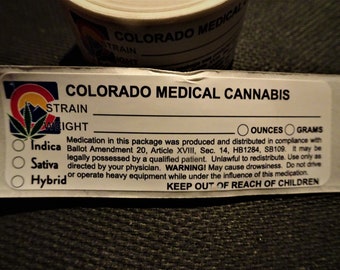 COLORADO MEDICAL CANNABIS
COLORADO MEDICAL CANNABIS
STRAIN
WEIGHT OUNCES GRAMS
Indica
Sativa
Hybrid
Medication in this package was produced and distributed in compliance with
Ballot Amendment 20, Article XVIII, Sec. 14, HB1284, SB109. It may be
legally possessed by a qualified patient. Unlawful to redistribute. Use only as
directed by your physician. WARNING! May cause drowsiness. Do not drive
or operate heavy equipment while under the influence of this medication.
KEEP OUT OF REACH OF CHILDREN